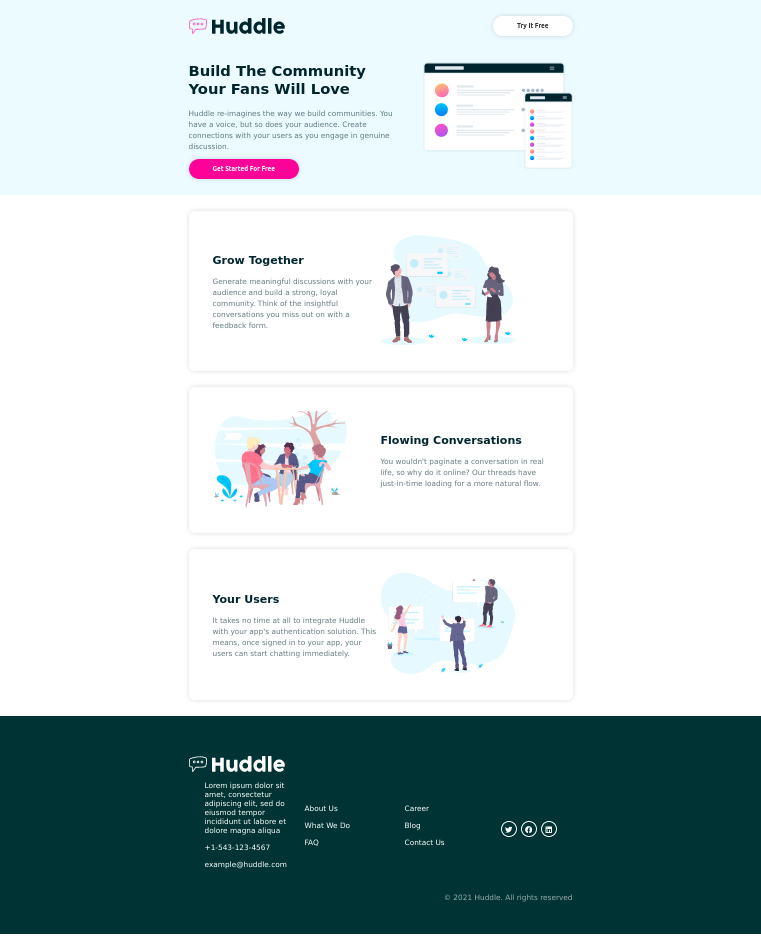 Huddle
Try It Free
Build The Community
Your Fans Will Love
Huddle re-imagines the way we build communities. You
have a voice, but so does your audience. Create
connections with your users as you engage in genuine
discussion.
Get Started For Free
Grow Together
Generate meaningful discussions with your
audience and build a strong, loyal
community. Think of the insightful
conversations you miss out on with a
feedback form.
Flowing Conversations
You wouldn't paginate a conversation in real
life, so why do it online? Our threads have
just-in-time loading for a more natural flow.
Your Users
It takes no time at all to integrate Huddle
with your app's authentication solution. This
means, once signed in to your app, your
users can start chatting immediately.
Huddle
Lorem ipsum dolor sit
amet, consectetur
adipiscing elit, sed do
eiusmod tempor
incididunt ut labore et
dolore magna aliqua
+1-543-123-4567
example@huddle.com
About Us
What We Do
FAQ
Career
Blog
Contact Us
© 2021 Huddle. All rights reserved